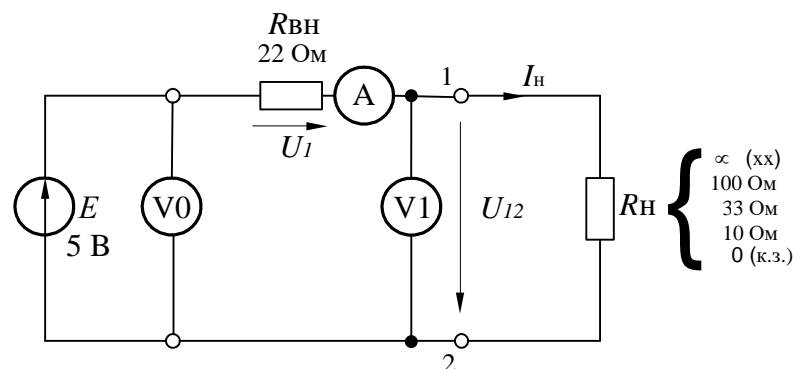 Rвн
22 Ом
A
1
Iн
U1
E
5 В
V0
V1
U12
Rн
∝ (хх)
100 Ом
33 Ом
10 Ом
0 (к.з.)
2